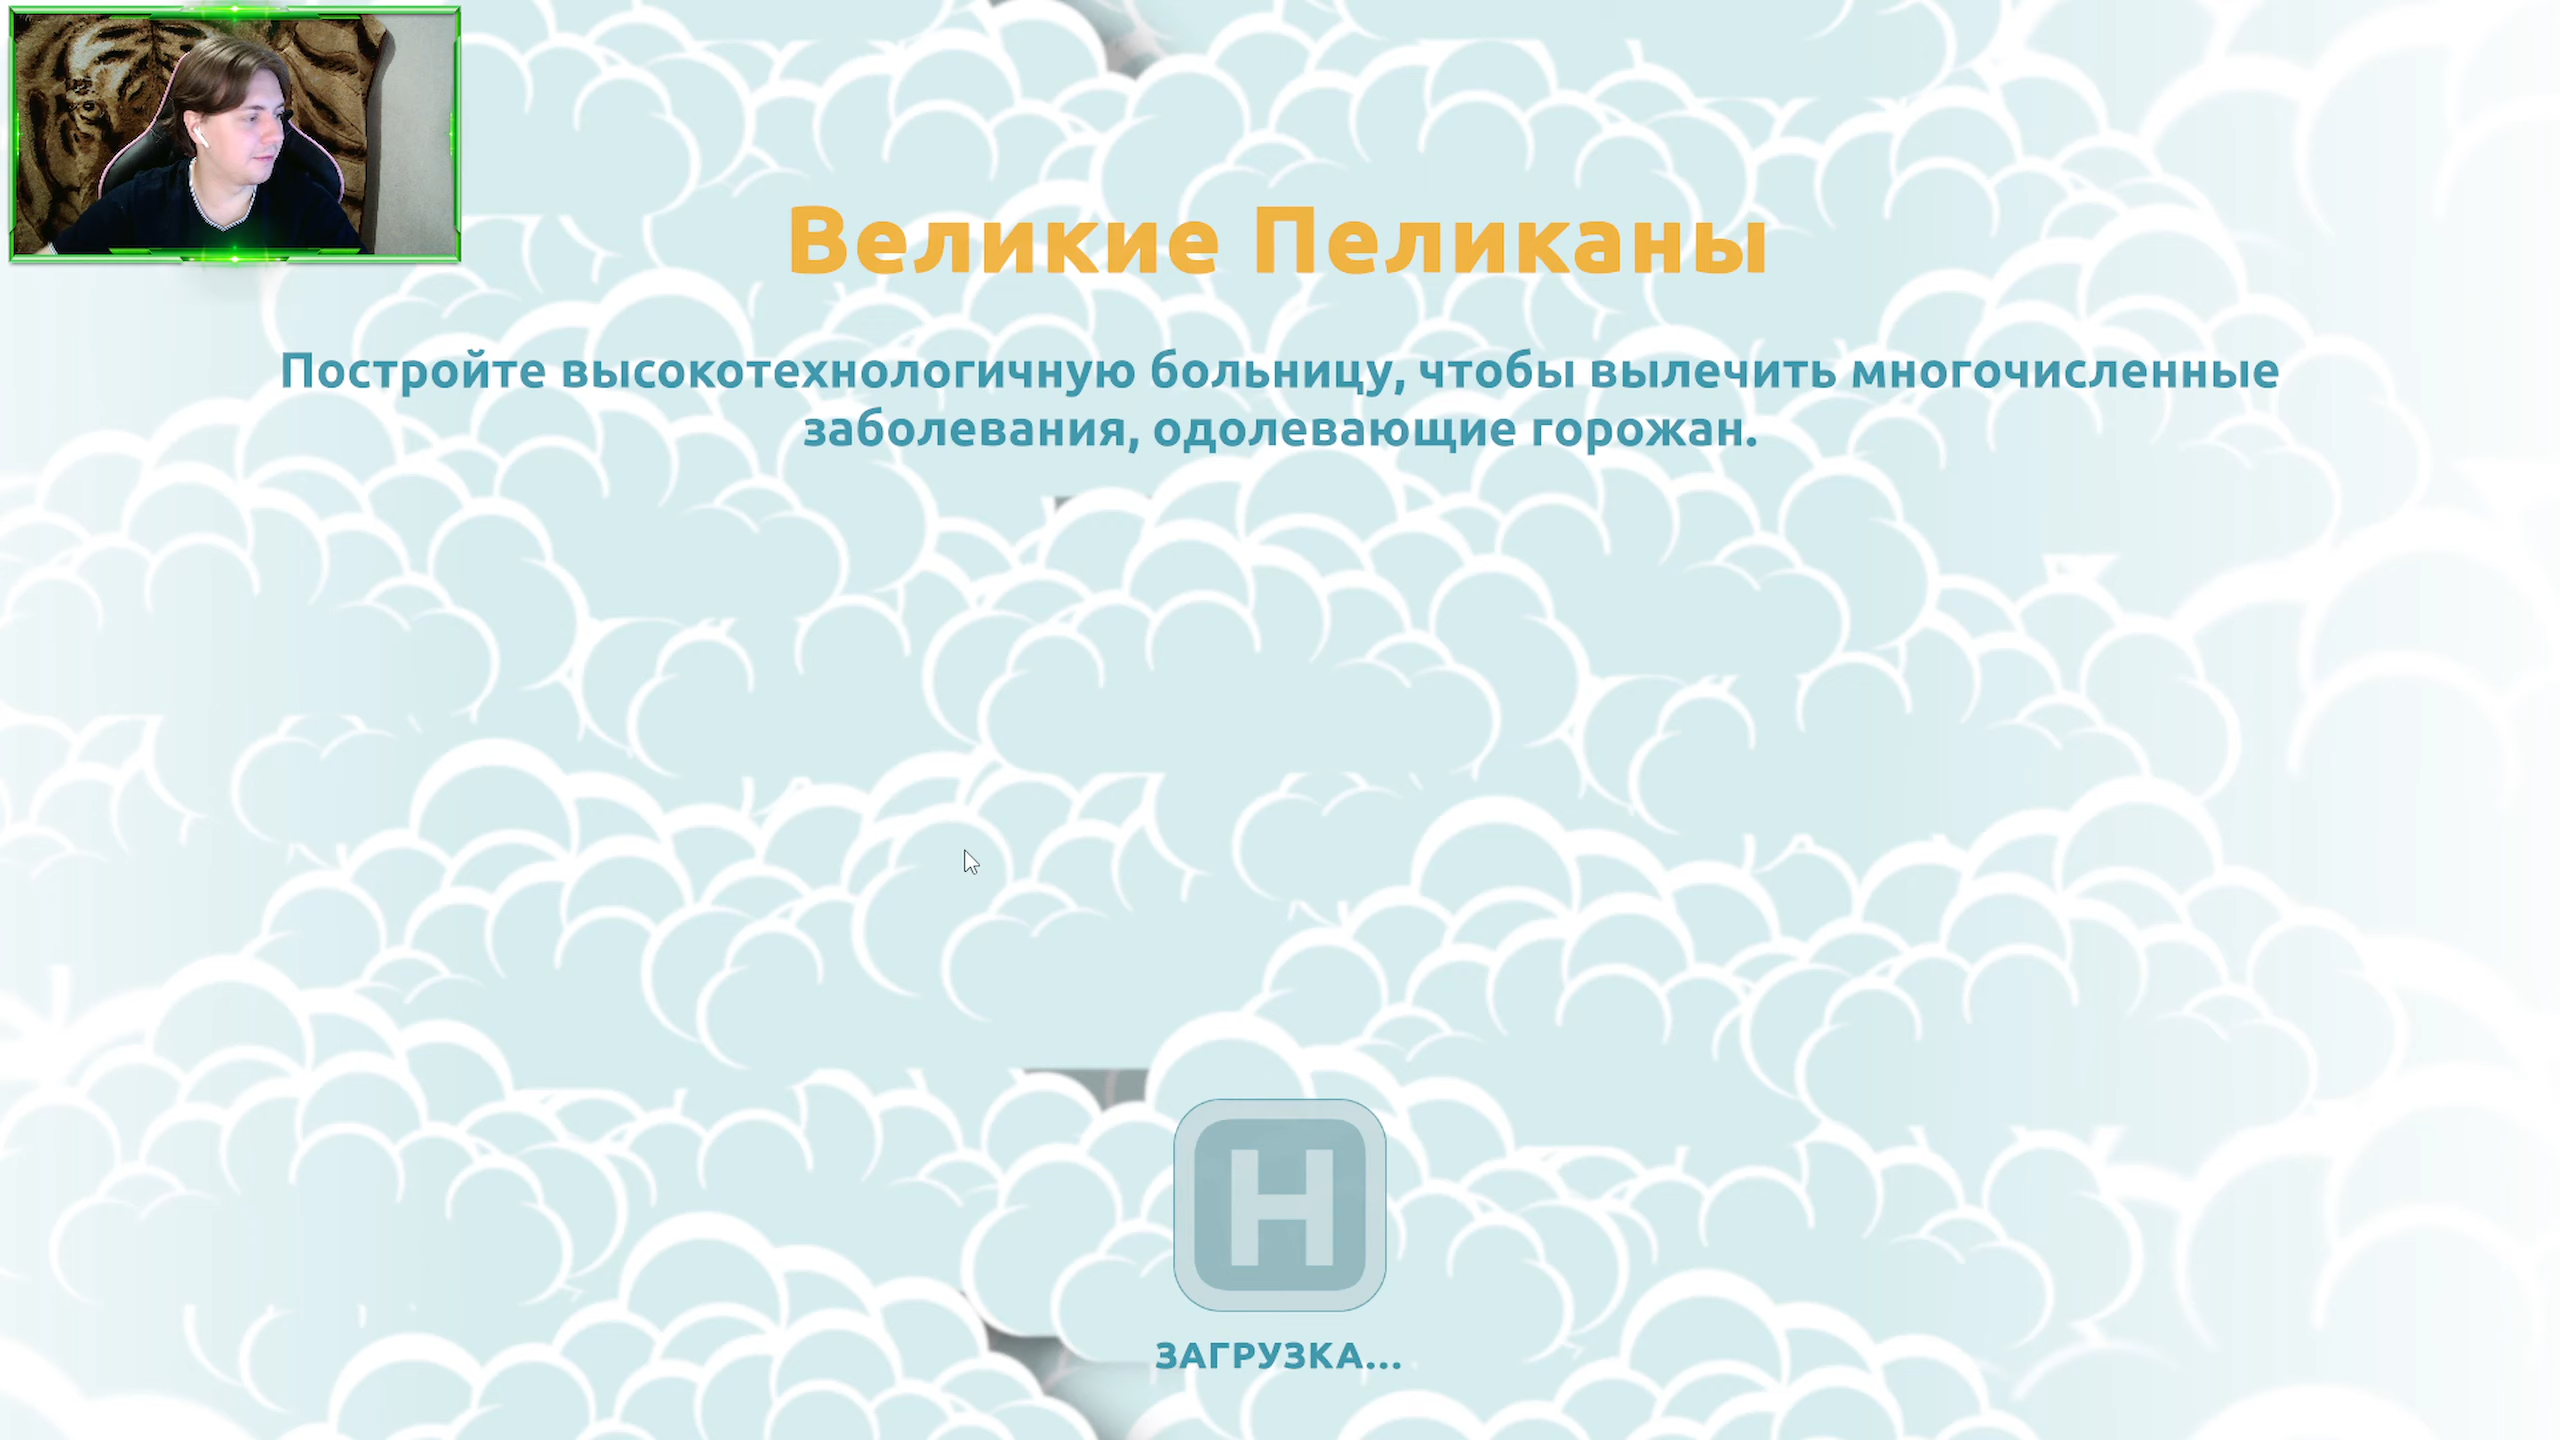 Великие Пеликаны
Постройте высокотехнологичную больницу, чтобы вылечить многочисленные
заболевания, одолевающие горожан.
H
ЗАГРУЗКА...